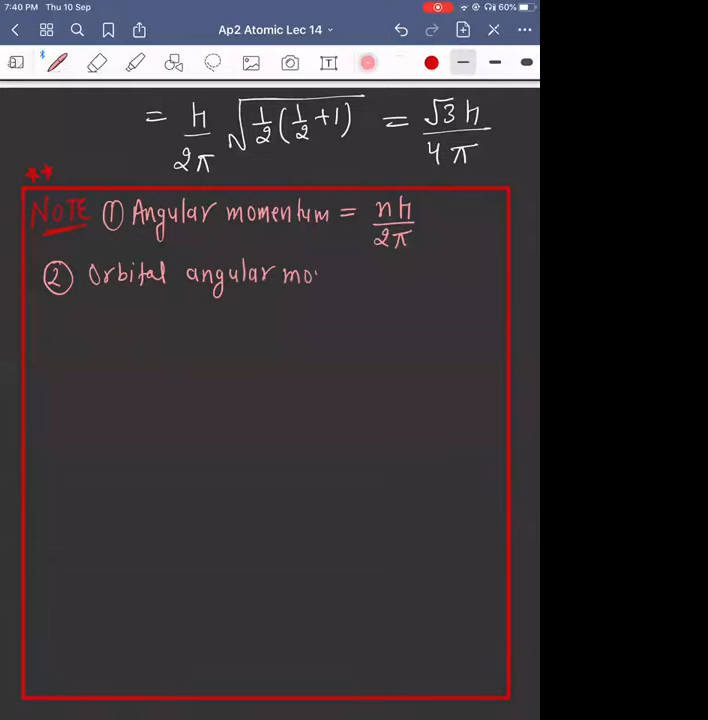 7:40 PM Thu 10 Sep 60%
Ap2 Atomic Lec 14
= h/2π √(1/2(1/2+1)) = √3 h/4π
NOTE ① Angular momentum = nh/2π
② Orbital angular mo